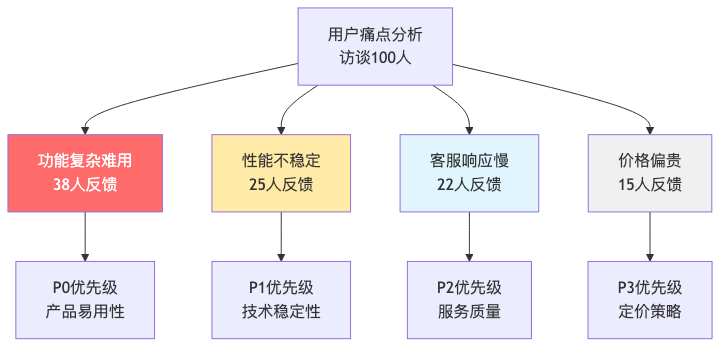 用户痛点分析
访谈100人
功能复杂难用
38人反馈
性能不稳定
25人反馈
客服响应慢
22人反馈
价格偏贵
15人反馈
P0优先级
产品易用性
P1优先级
技术稳定性
P2优先级
服务质量
P3优先级
定价策略